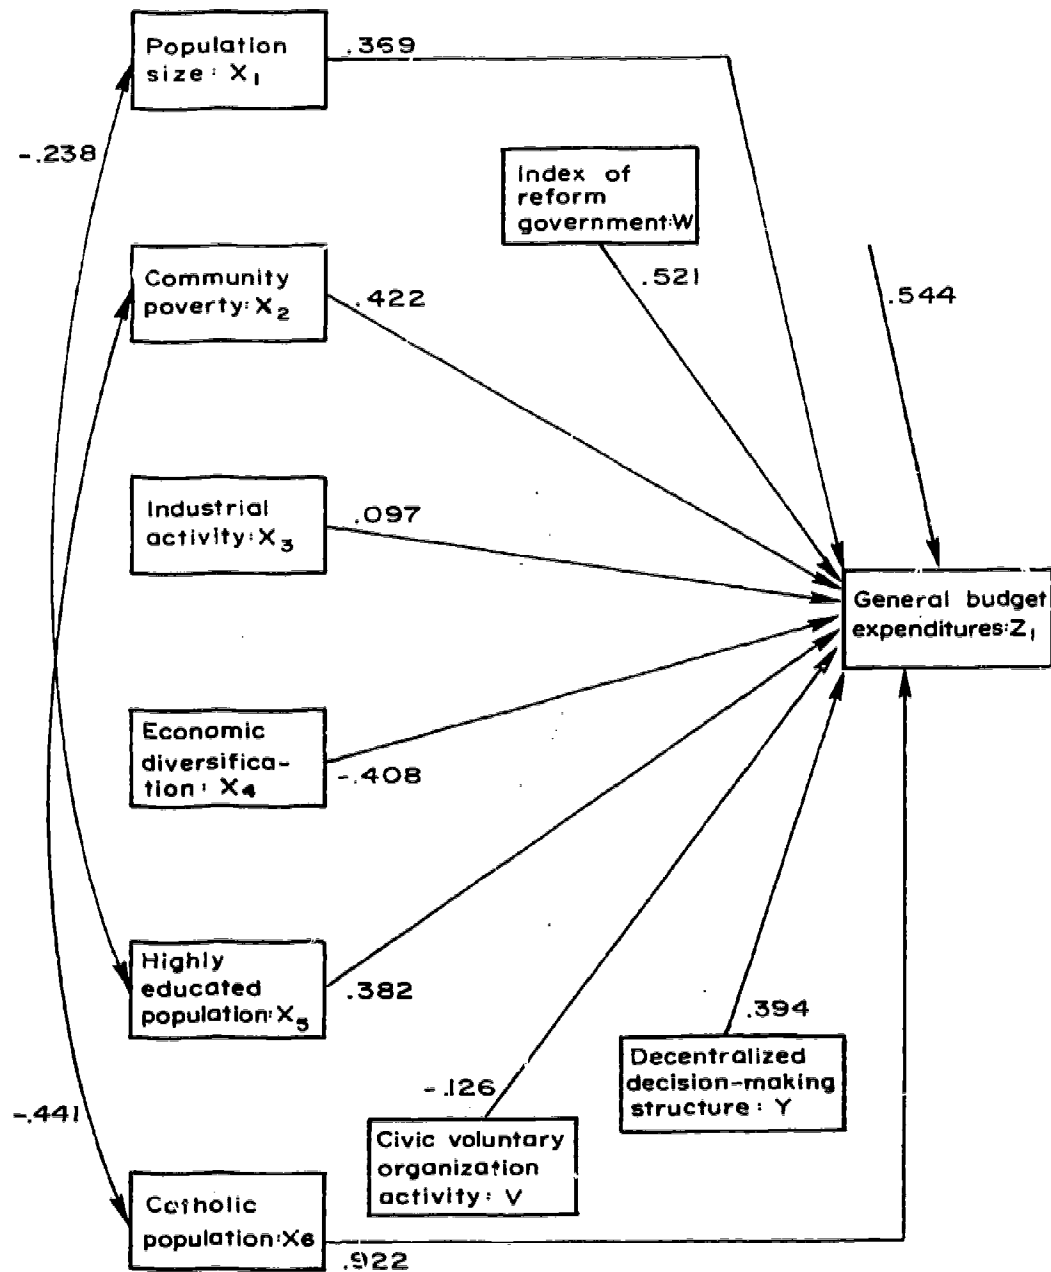 Population
size: X1
.369
-.238
Index of
reform
government:W
.521
.544
Community
poverty:X2
.422
Industrial
activity:X3
.097
General budget
expenditures:Z1
Economic
diversifica-
tion: X4
-.408
Highly
educated
population:X5
.382
.394
Decentralized
decision-making
structure: Y
-.126
Civic voluntary
organization
activity: V
-.441
Catholic
population:X6
.922